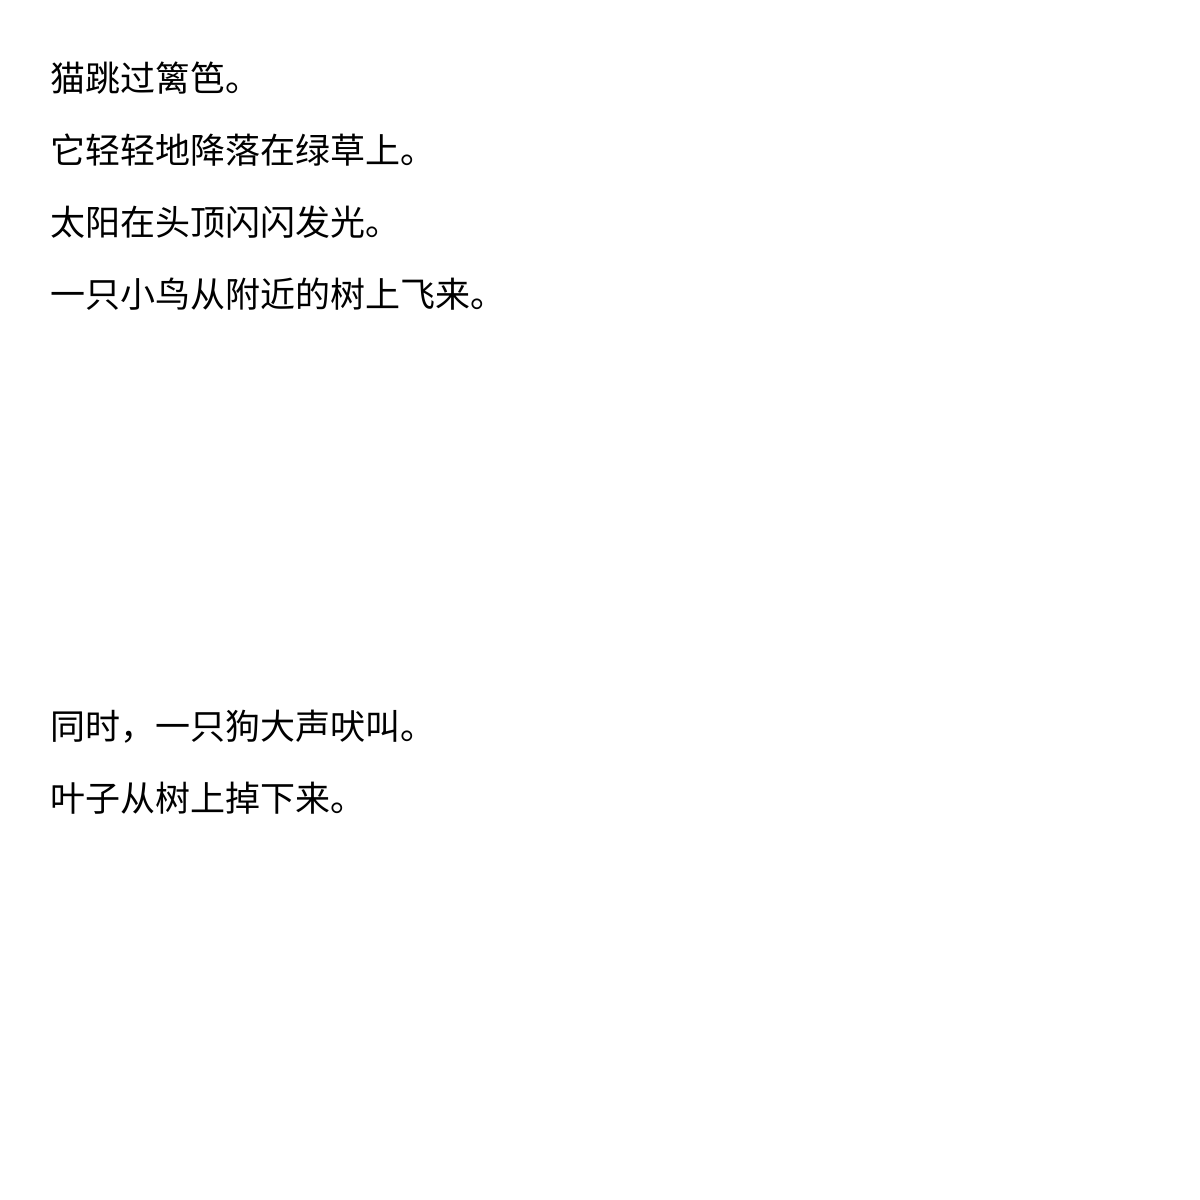 猫跳过篱笆。
它轻轻地降落在绿草上。
太阳在头顶闪闪发光。
一只小鸟从附近的树上飞来。
同时，一只狗大声吠叫。
叶子从树上掉下来。